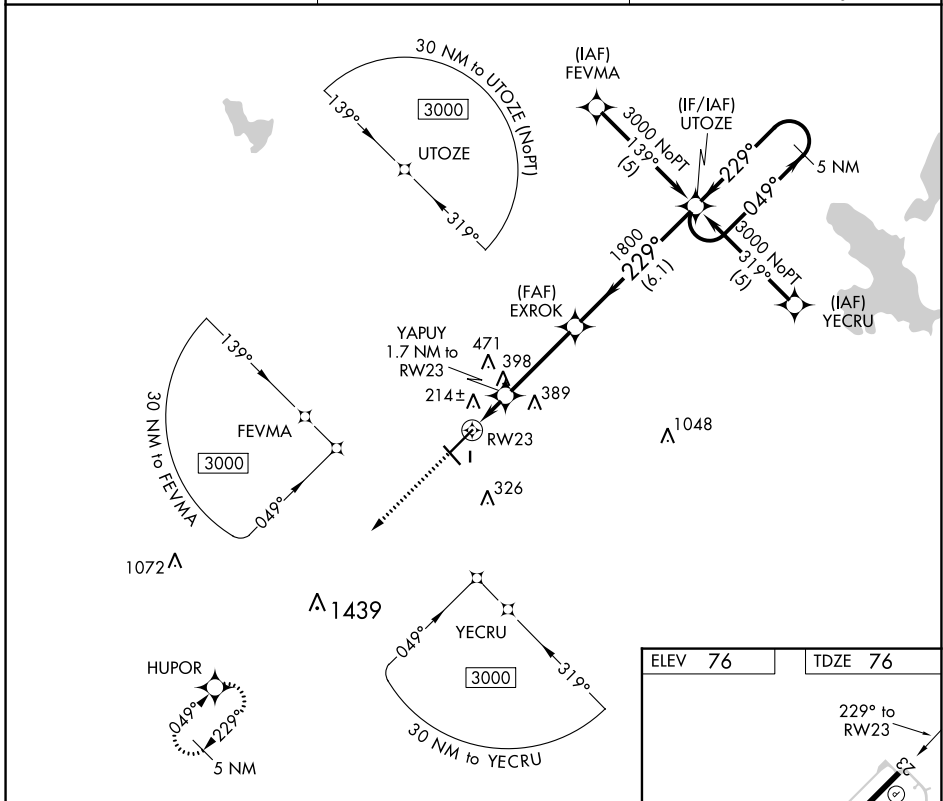 30 NM to UTOZE (NoPT)
139°
3000
UTOZE
319°
(IAF)
FEVMA
3000 NoPT
139°
(5)
(IF/IAF)
UTOZE
229°
049°
5 NM
3000 NoPT
319°
(5)
(IAF)
YECRU
1800
229°
(6.1)
(FAF)
EXROK
YAPUY
1.7 NM to
RW23
471
398
214±
389
RW23
1048
326
139°
FEVMA
3000
049°
30 NM to FEVMA
1072
1439
HUPOR
049°
229°
5 NM
049°
YECRU
319°
3000
30 NM to YECRU
ELEV 76
TDZE 76
229° to
RW23
23
P